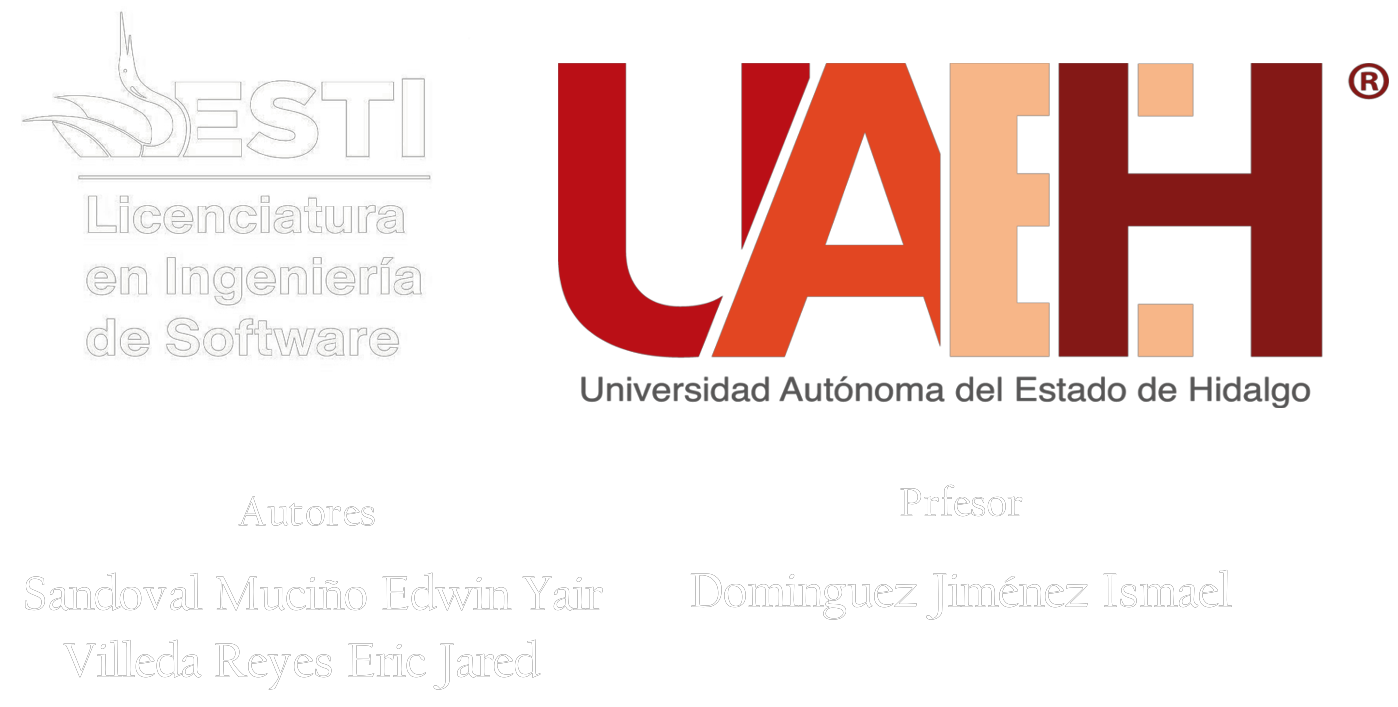 ESTI
Licenciatura
en Ingeniería
de Software
UAEH®
Universidad Autónoma del Estado de Hidalgo
Autores
Sandoval Muciño Edwin Yair
Villeda Reyes Eric Jared
Prfesor
Dominguez Jiménez Ismael